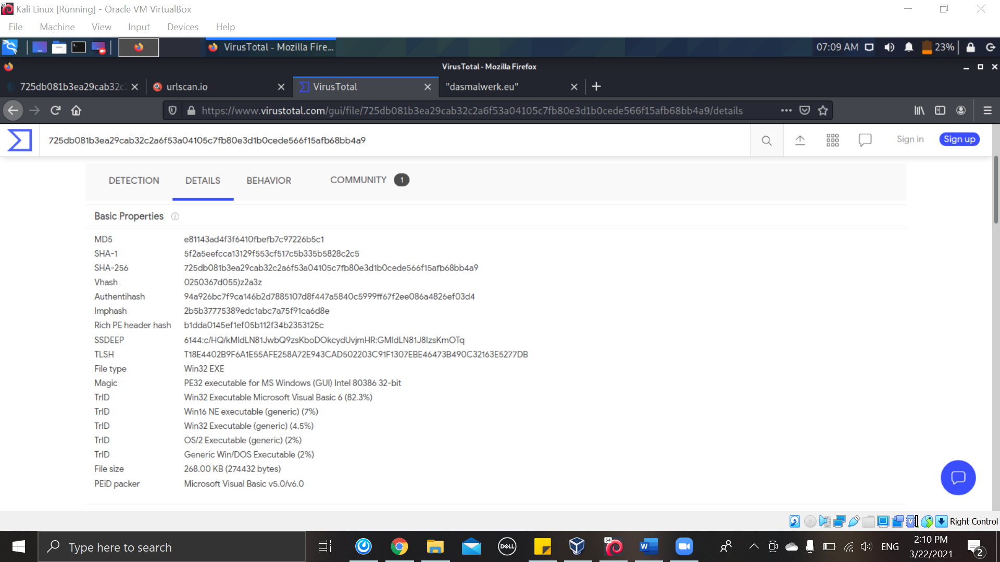 Kali Linux [Running] - Oracle VM VirtualBox
File Machine View Input Devices Help
VirusTotal - Mozilla Fire... 07:09 AM 23%
VirusTotal - Mozilla Firefox
725db081b3ea29cab32c2 urlscan.io VirusTotal "dasmalwerk.eu"
https://www.virustotal.com/gui/file/725db081b3ea29cab32c2a6f53a04105c7fb80e3d1b0cede566f15afb68bb4a9/details
725db081b3ea29cab32c2a6f53a04105c7fb80e3d1b0cede566f15afb68bb4a9 Sign in Sign up
DETECTION DETAILS BEHAVIOR COMMUNITY 1
Basic Properties
MD5 e81143ad4f3f6410fbefb7c97226b5c1
SHA-1 5f2a5eefcca13129f553cf517c5b335b5828c2c5
SHA-256 725db081b3ea29cab32c2a6f53a04105c7fb80e3d1b0cede566f15afb68bb4a9
Vhash 0250367d055)z2a3z
Authentihash 94a926bc7f9ca146b2d7885107d8f447a5840c5999ff67f2ee086a4826ef03d4
Imphash 2b5b37775389edc1abc7a75f91ca6d8e
Rich PE header hash b1dda0145ef1ef05b112f34b2353125c
SSDEEP 6144:c/HQ/kMIdLN81JwbQ9zsKboDOkcydUvjmHR:GMIdLN81J8IzsKmOTq
TLSH T18E4402B9F6A1E55AFE258A72E943CAD502203C91F1307EBE46473B490C32163E5277DB
File type Win32 EXE
Magic PE32 executable for MS Windows (GUI) Intel 80386 32-bit
TrID Win32 Executable Microsoft Visual Basic 6 (82.3%)
TrID Win16 NE executable (generic) (7%)
TrID Win32 Executable (generic) (4.5%)
TrID OS/2 Executable (generic) (2%)
TrID Generic Win/DOS Executable (2%)
File size 268.00 KB (274432 bytes)
PEiD packer Microsoft Visual Basic v5.0/v6.0
Right Control
Type here to search DELL 64 W ENG 2:10 PM
3/22/2021 2